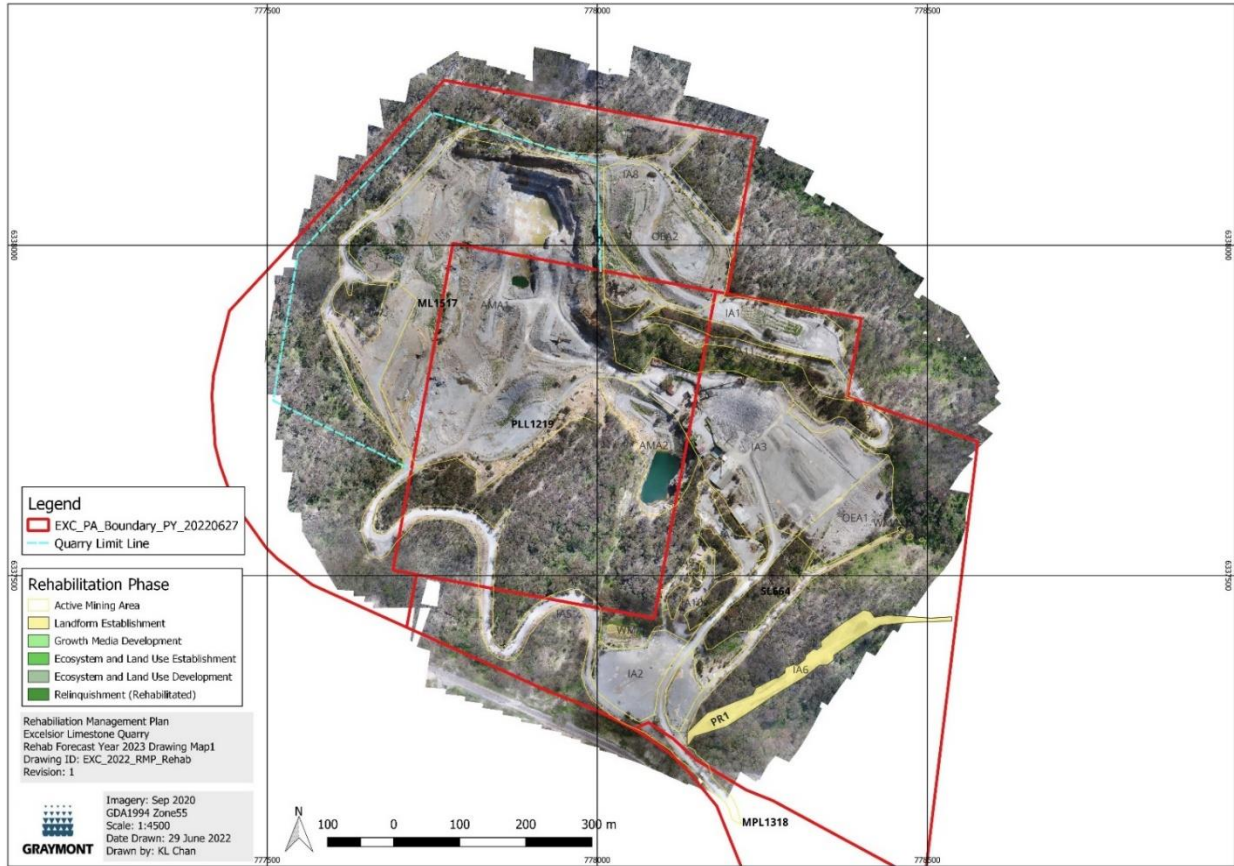 777500
778000
778500
6338000
6338000
IA8
OEA2
ML1517
AMA1
IA1
PLL1219
AMA2
IA3
OEA1
6337500
6337500
SL664
IA2
IA6
PR1
MPL1318
Legend
EXC_PA_Boundary_PY_20220627
Quarry Limit Line
Rehabilitation Phase
Active Mining Area
Landform Establishment
Growth Media Development
Ecosystem and Land Use Establishment
Ecosystem and Land Use Development
Relinquishment (Rehabilitated)
Rehabiliation Management Plan
Excelsior Limestone Quarry
Rehab Forecast Year 2023 Drawing Map1
Drawing ID: EXC_2022_RMP_Rehab
Revision: 1
GRAYMONT
Imagery: Sep 2020
GDA1994 Zone55
Scale: 1:4500
Date Drawn: 29 June 2022
Drawn by: KL Chan
N
100 0 100 200 300 m